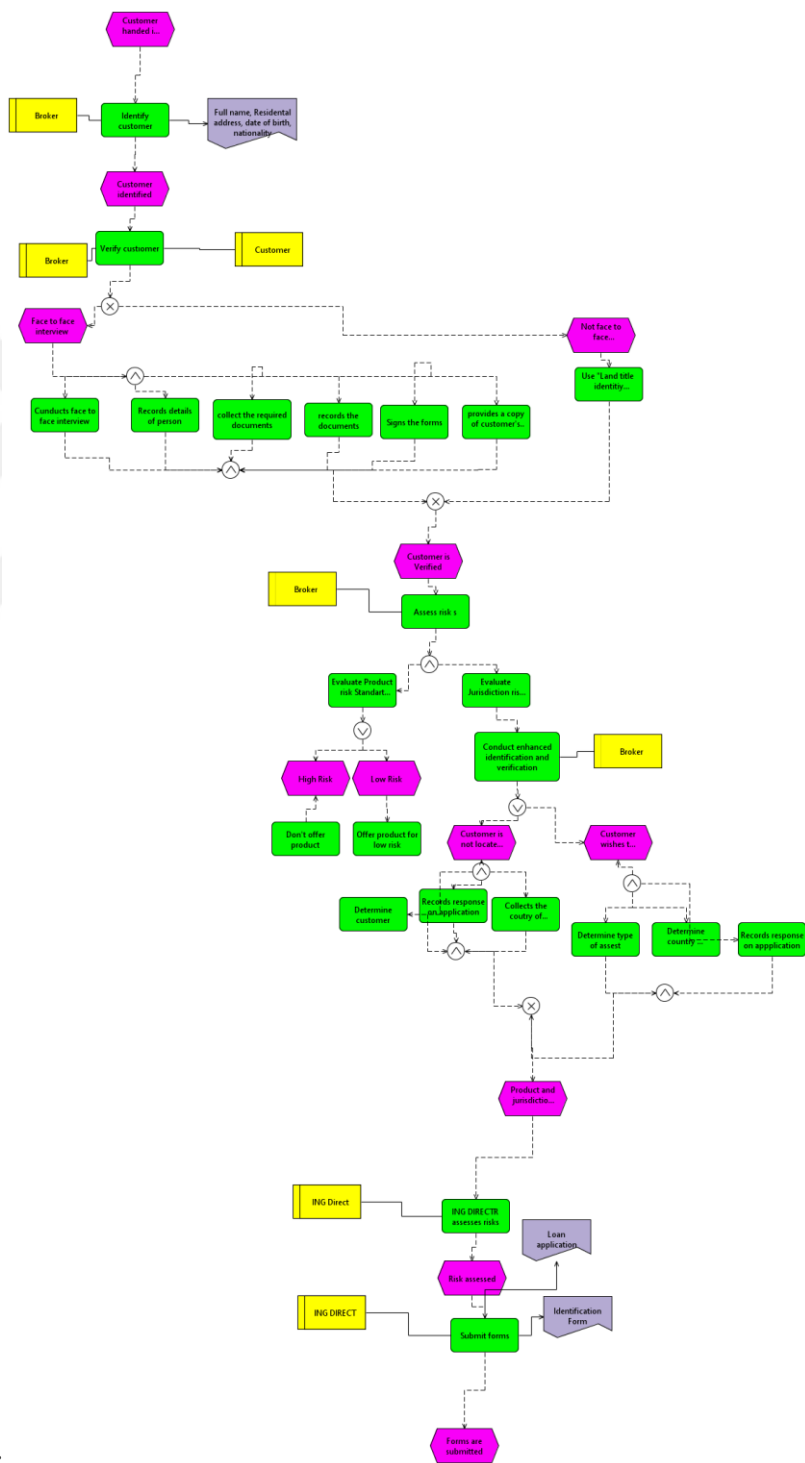 Customer
handed i...
Broker
Identify
customer
Full name, Residental
address, date of birth,
nationality
Customer
identified
Broker
Verify custiomer
Customer
Face to face
interview
Not face to
face...
Use "Land title
identitiy...
Cunducts face to
face interview
Records details
of person
collect the required
documents
records the
documents
Signs the forms
provides a copy
of customer's..
Customer is
Verified
Broker
Assess risk s
Evaluate Product
risk Standart...
Evaluate
Jurisdiction ris...
Conduct enhanced
identification and
verification
Broker
High Risk
Low Risk
Don't offer
product
Offer product for
low risk
Customer is
not locate...
Customer
wishes t...
Determine
customer
Records response
on application
Collects the
coutry of...
Determine type
of assest
Determine
country ...
Records response
on appplication
Product and
jurisdictio...
ING Direct
ING DIRECTR
assesses risks
Loan
application
Risk assessed
ING DIRECT
Submit forms
Identification
Form
Forms are
submitted